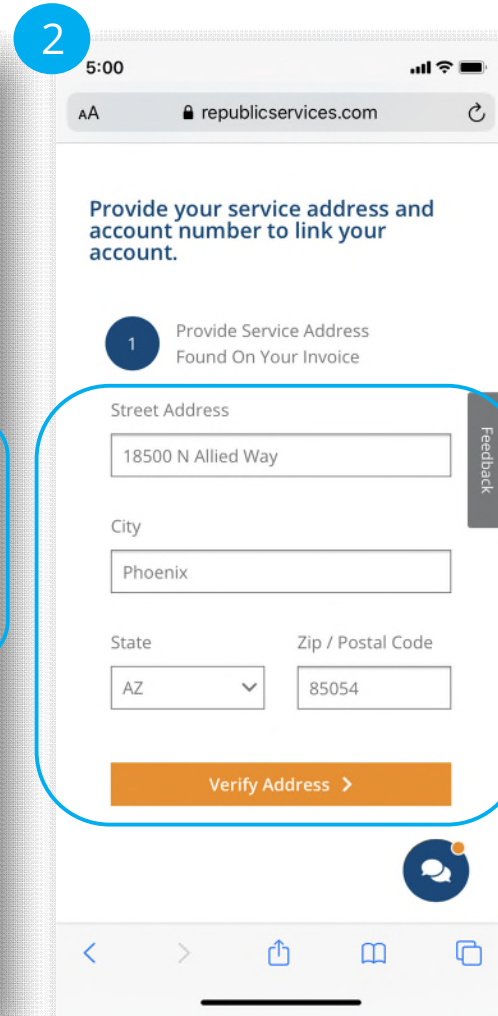 2
5:00
AA republicservices.com
Provide your service address and
account number to link your
account.
1
Provide Service Address
Found On Your Invoice
Street Address
18500 N Allied Way
Feedback
City
Phoenix
State Zip / Postal Code
AZ 85054
Verify Address